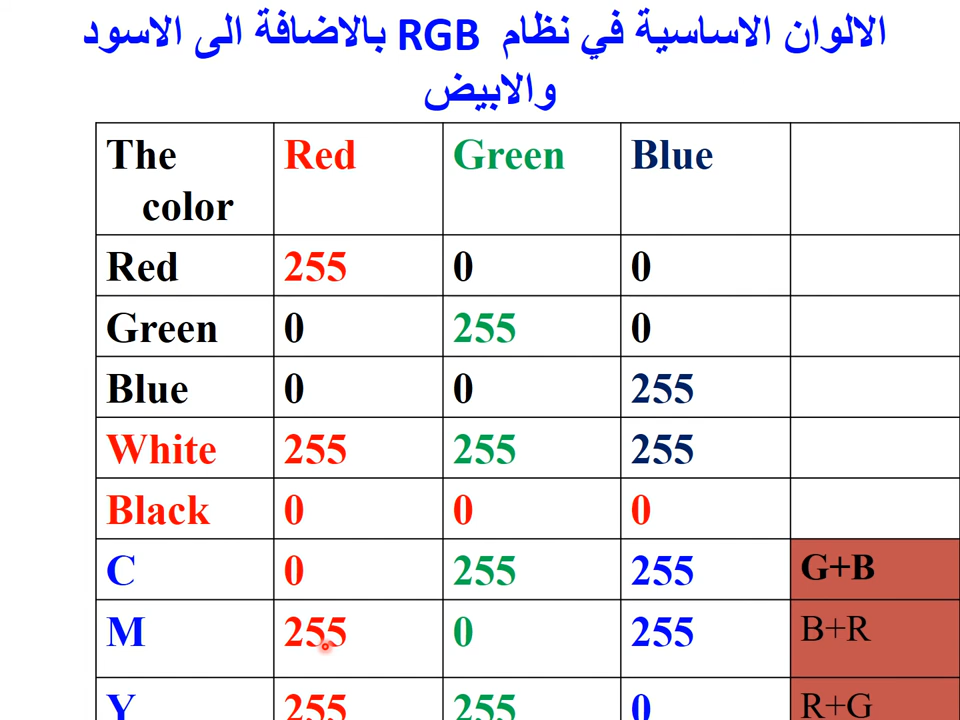 الالوان الاساسية في نظام RGB بالاضافة الى الاسود
والابيض
The Red Green Blue
color
Red 255 0 0
Green 0 255 0
Blue 0 0 255
White 255 255 255
Black 0 0 0
C 0 255 255 G+B
M 255 0 255 B+R
Y 255 255 0 R+G